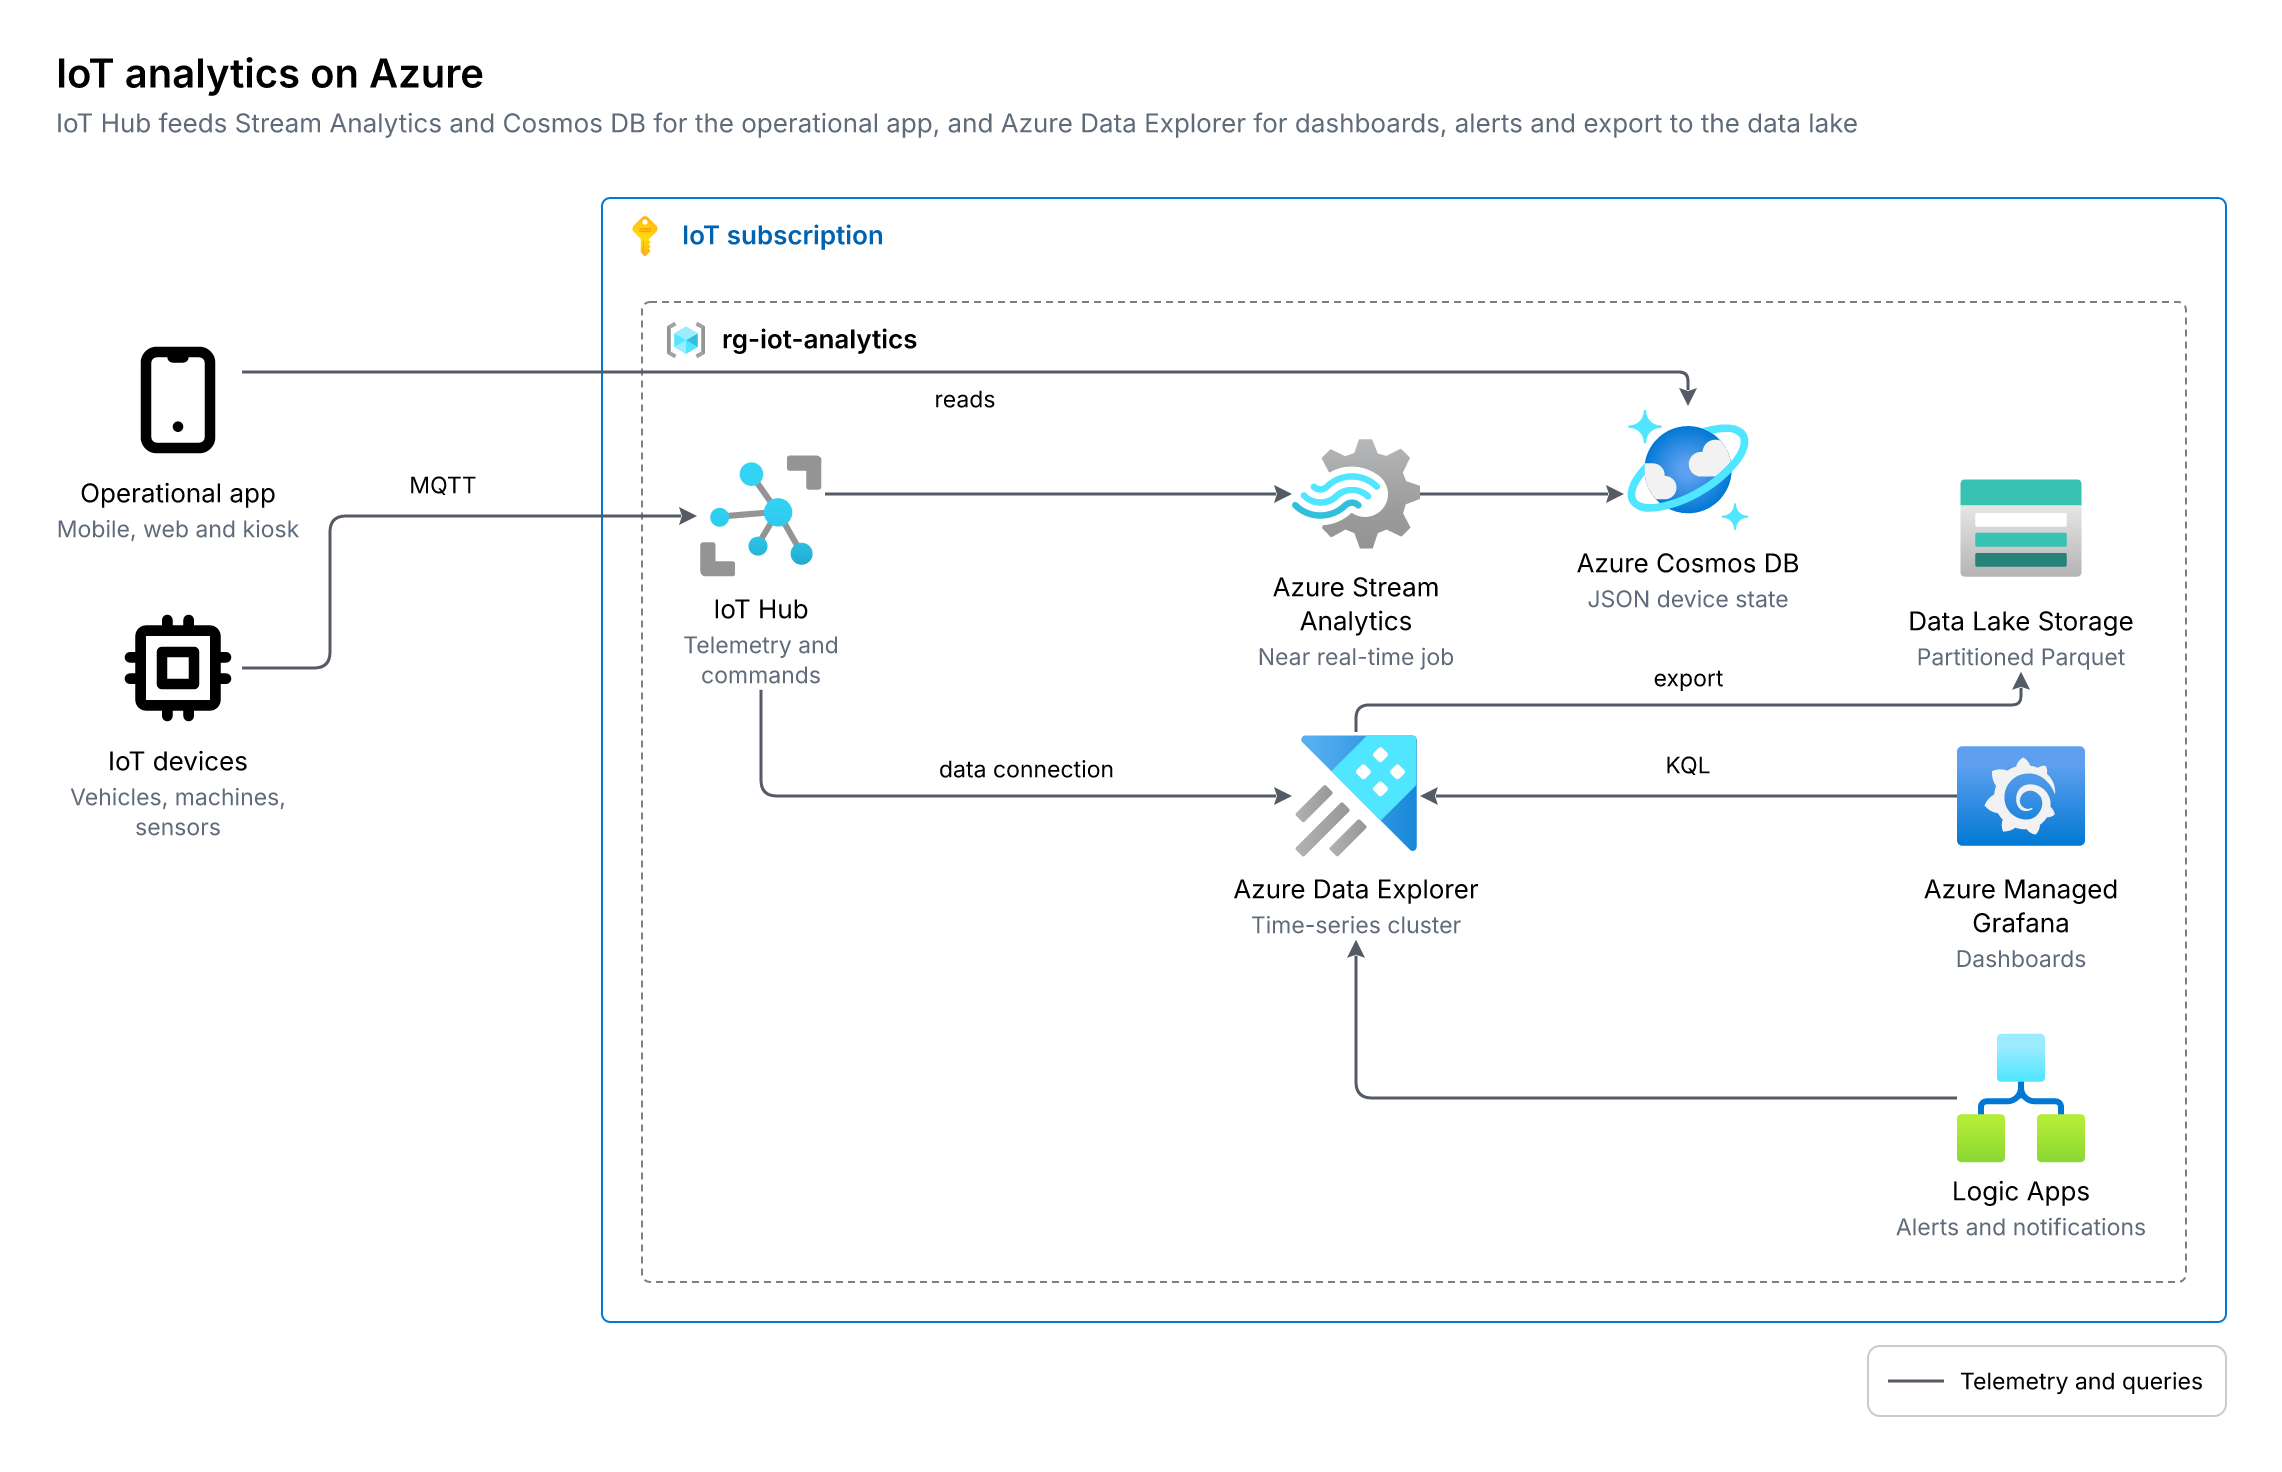 IoT analytics on Azure
IoT Hub feeds Stream Analytics and Cosmos DB for the operational app, and Azure Data Explorer for dashboards, alerts and export to the data lake
IoT subscription
rg-iot-analytics
reads
Operational app
Mobile, web and kiosk
MQTT
IoT devices
Vehicles, machines,
sensors
IoT Hub
Telemetry and
commands
Azure Stream
Analytics
Near real-time job
Azure Cosmos DB
JSON device state
Data Lake Storage
Partitioned Parquet
export
data connection
KQL
Azure Data Explorer
Time-series cluster
Azure Managed
Grafana
Dashboards
Logic Apps
Alerts and notifications
Telemetry and queries